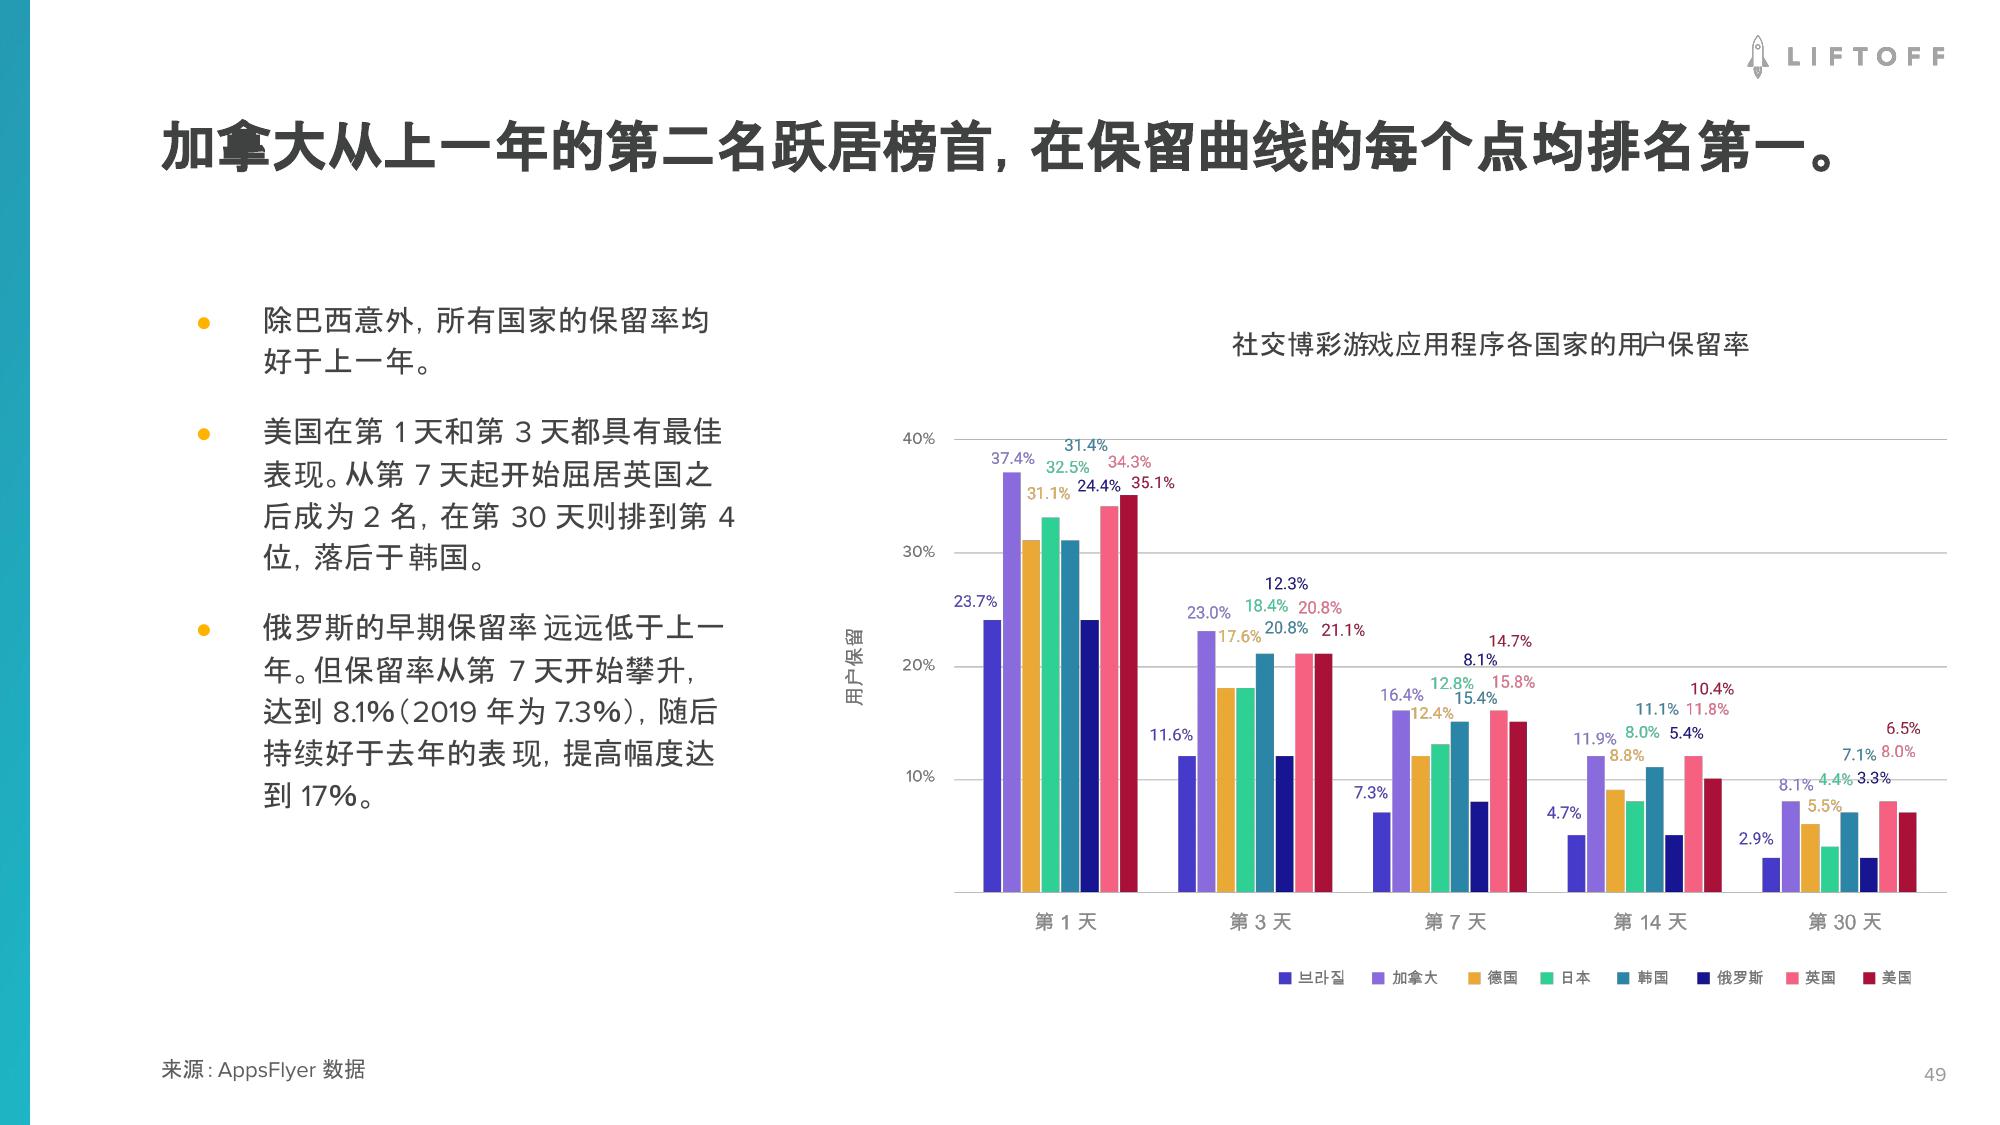 LIFTOFF
加拿大从上一年的第二名跃居榜首，在保留曲线的每个点均排名第一。
除巴西意外，所有国家的保留率均
好于上一年。
美国在第 1 天和第 3 天都具有最佳
表现。从第 7 天起开始屈居英国之
后成为 2 名，在第 30 天则排到第 4
位，落后于韩国。
俄罗斯的早期保留率远远低于上一
年。但保留率从第 7 天开始攀升，
达到 8.1%（2019 年为 7.3%），随后
持续好于去年的表现，提高幅度达
到 17%。
社交博彩游戏应用程序各国家的用户保留率
用户保留
40%
30%
20%
10%
23.7% 37.4% 31.1% 32.5% 31.4% 24.4% 34.3% 35.1%
11.6% 23.0% 17.6% 18.4% 20.8% 12.3% 20.8% 21.1%
7.3% 16.4% 12.4% 12.8% 15.4% 8.1% 15.8% 14.7%
4.7% 11.9% 8.8% 8.0% 11.1% 5.4% 11.8% 10.4%
2.9% 8.1% 5.5% 4.4% 7.1% 3.3% 8.0% 6.5%
第 1 天 第 3 天 第 7 天 第 14 天 第 30 天
브라질 加拿大 德国 日本 韩国 俄罗斯 英国 美国
来源：AppsFlyer 数据
49